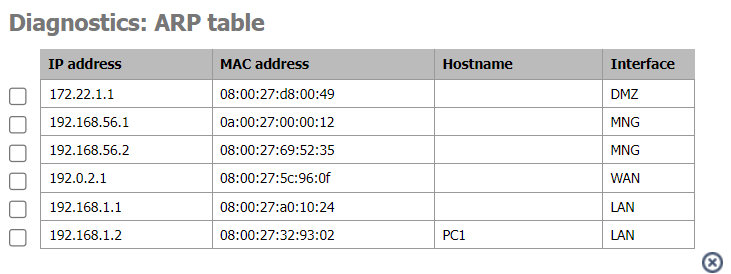 Diagnostics: ARP table
IP address MAC address Hostname Interface
172.22.1.1 08:00:27:d8:00:49 DMZ
192.168.56.1 0a:00:27:00:00:12 MNG
192.168.56.2 08:00:27:69:52:35 MNG
192.0.2.1 08:00:27:5c:96:0f WAN
192.168.1.1 08:00:27:a0:10:24 LAN
192.168.1.2 08:00:27:32:93:02 PC1 LAN